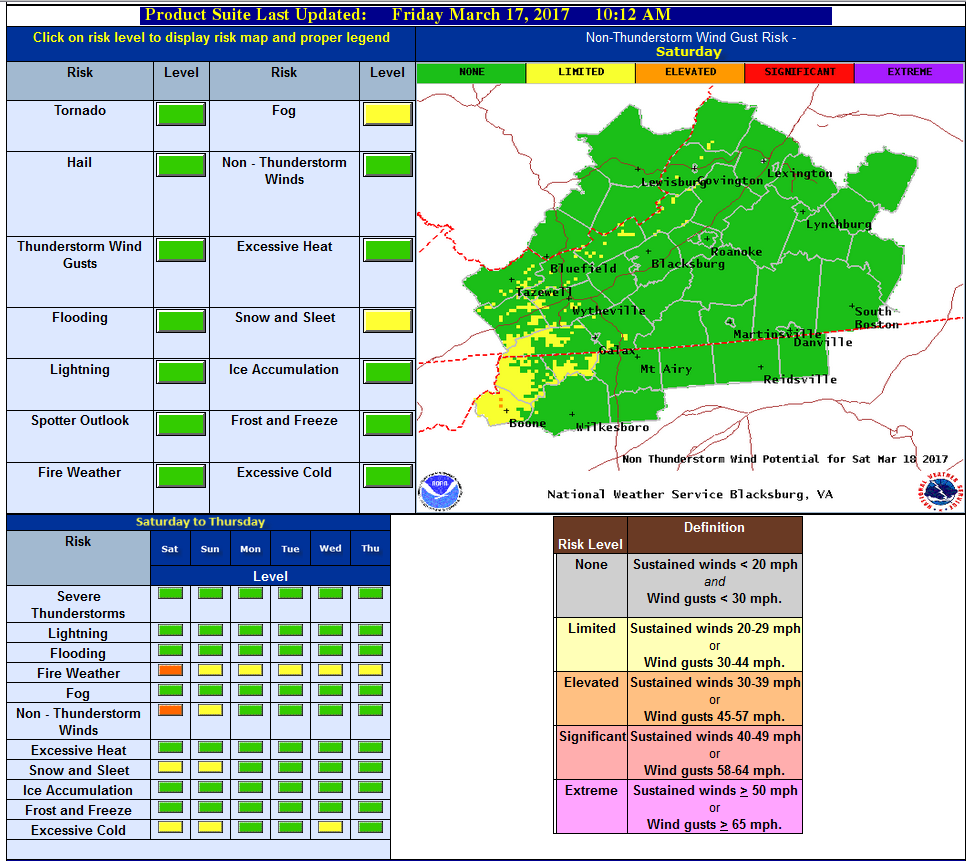 Product Suite Last Updated: Friday March 17, 2017 10:12 AM
Click on risk level to display risk map and proper legend
Risk Level Risk Level
Tornado Fog
Hail Non - Thunderstorm
Winds
Thunderstorm Wind Excessive Heat
Gusts
Flooding Snow and Sleet
Lightning Ice Accumulation
Spotter Outlook Frost and Freeze
Fire Weather Excessive Cold
Non-Thunderstorm Wind Gust Risk -
Saturday
NONE LIMITED ELEVATED SIGNIFICANT EXTREME
Lewisburg Covington Lexington
Lynchburg
Roanoke
Bluefield Blacksburg
Tazewell
Wytheville
South
Boston
Martinsville
Danville
Galax
Mt Airy
Reidsville
Boone
Wilkesboro
Non Thunderstorm Wind Potential for Sat Mar 18 2017
National Weather Service Blacksburg, VA
NOAA
Saturday to Thursday
Risk Sat Sun Mon Tue Wed Thu
Level
Severe
Thunderstorms
Lightning
Flooding
Fire Weather
Fog
Non - Thunderstorm
Winds
Excessive Heat
Snow and Sleet
Ice Accumulation
Frost and Freeze
Excessive Cold
Risk Level Definition
None Sustained winds < 20 mph
and
Wind gusts < 30 mph.
Limited Sustained winds 20-29 mph
or
Wind gusts 30-44 mph.
Elevated Sustained winds 30-39 mph
or
Wind gusts 45-57 mph.
Significant Sustained winds 40-49 mph
or
Wind gusts 58-64 mph.
Extreme Sustained winds ≥ 50 mph
or
Wind gusts ≥ 65 mph.